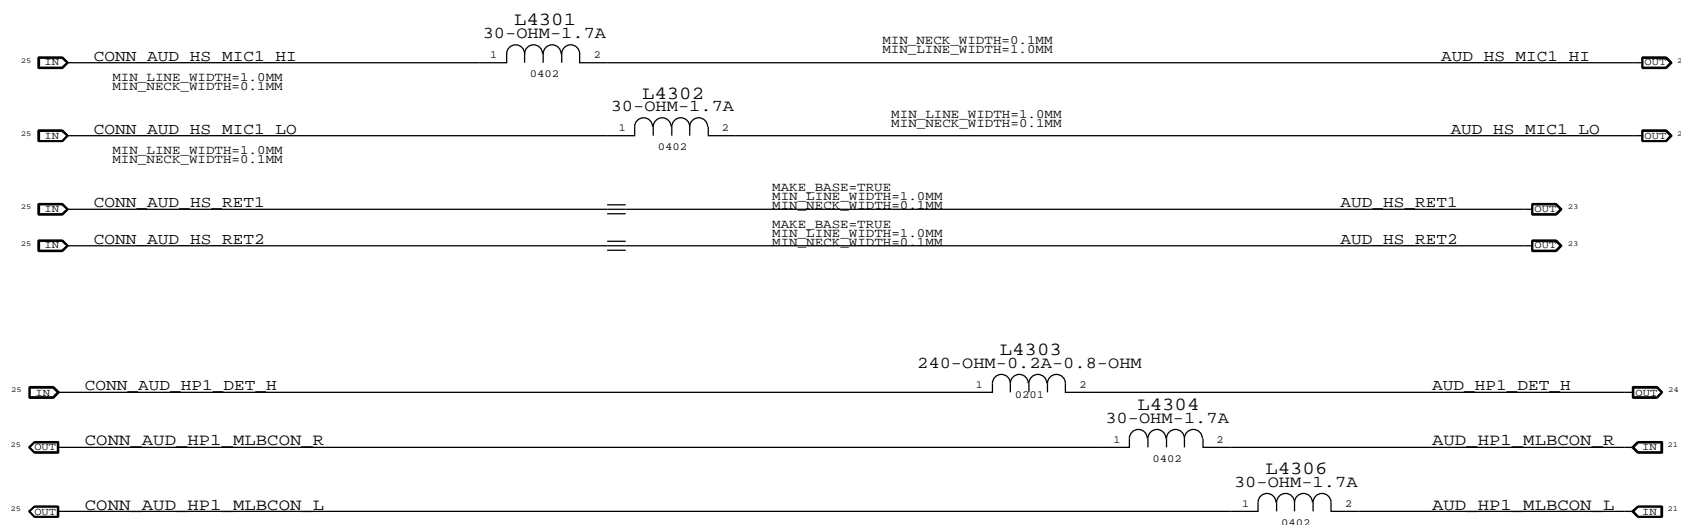 L4301
30-OHM-1.7A
25 IN CONN_AUD_HS_MIC1_HI 1 2 AUD_HS_MIC1_HI OUT
0402
MIN_NECK_WIDTH=0.1MM
MIN_LINE_WIDTH=1.0MM
MIN_LINE_WIDTH=1.0MM
MIN_NECK_WIDTH=0.1MM
L4302
30-OHM-1.7A
25 IN CONN_AUD_HS_MIC1_LO 1 2 AUD_HS_MIC1_LO OUT
0402
MIN_LINE_WIDTH=1.0MM
MIN_NECK_WIDTH=0.1MM
MIN_LINE_WIDTH=1.0MM
MIN_NECK_WIDTH=0.1MM
MAKE_BASE=TRUE
MIN_LINE_WIDTH=1.0MM
MIN_NECK_WIDTH=0.1MM
25 IN CONN_AUD_HS_RET1 AUD_HS_RET1 OUT 23
MAKE_BASE=TRUE
MIN_LINE_WIDTH=1.0MM
MIN_NECK_WIDTH=0.1MM
25 IN CONN_AUD_HS_RET2 AUD_HS_RET2 OUT 23
L4303
240-OHM-0.2A-0.8-OHM
25 IN CONN_AUD_HP1_DET_H 1 2 AUD_HP1_DET_H OUT 24
0201
L4304
30-OHM-1.7A
25 OUT CONN_AUD_HP1_MLBCON_R 1 2 AUD_HP1_MLBCON_R IN 21
0402
L4306
30-OHM-1.7A
25 OUT CONN_AUD_HP1_MLBCON_L 1 2 AUD_HP1_MLBCON_L IN 21
0402